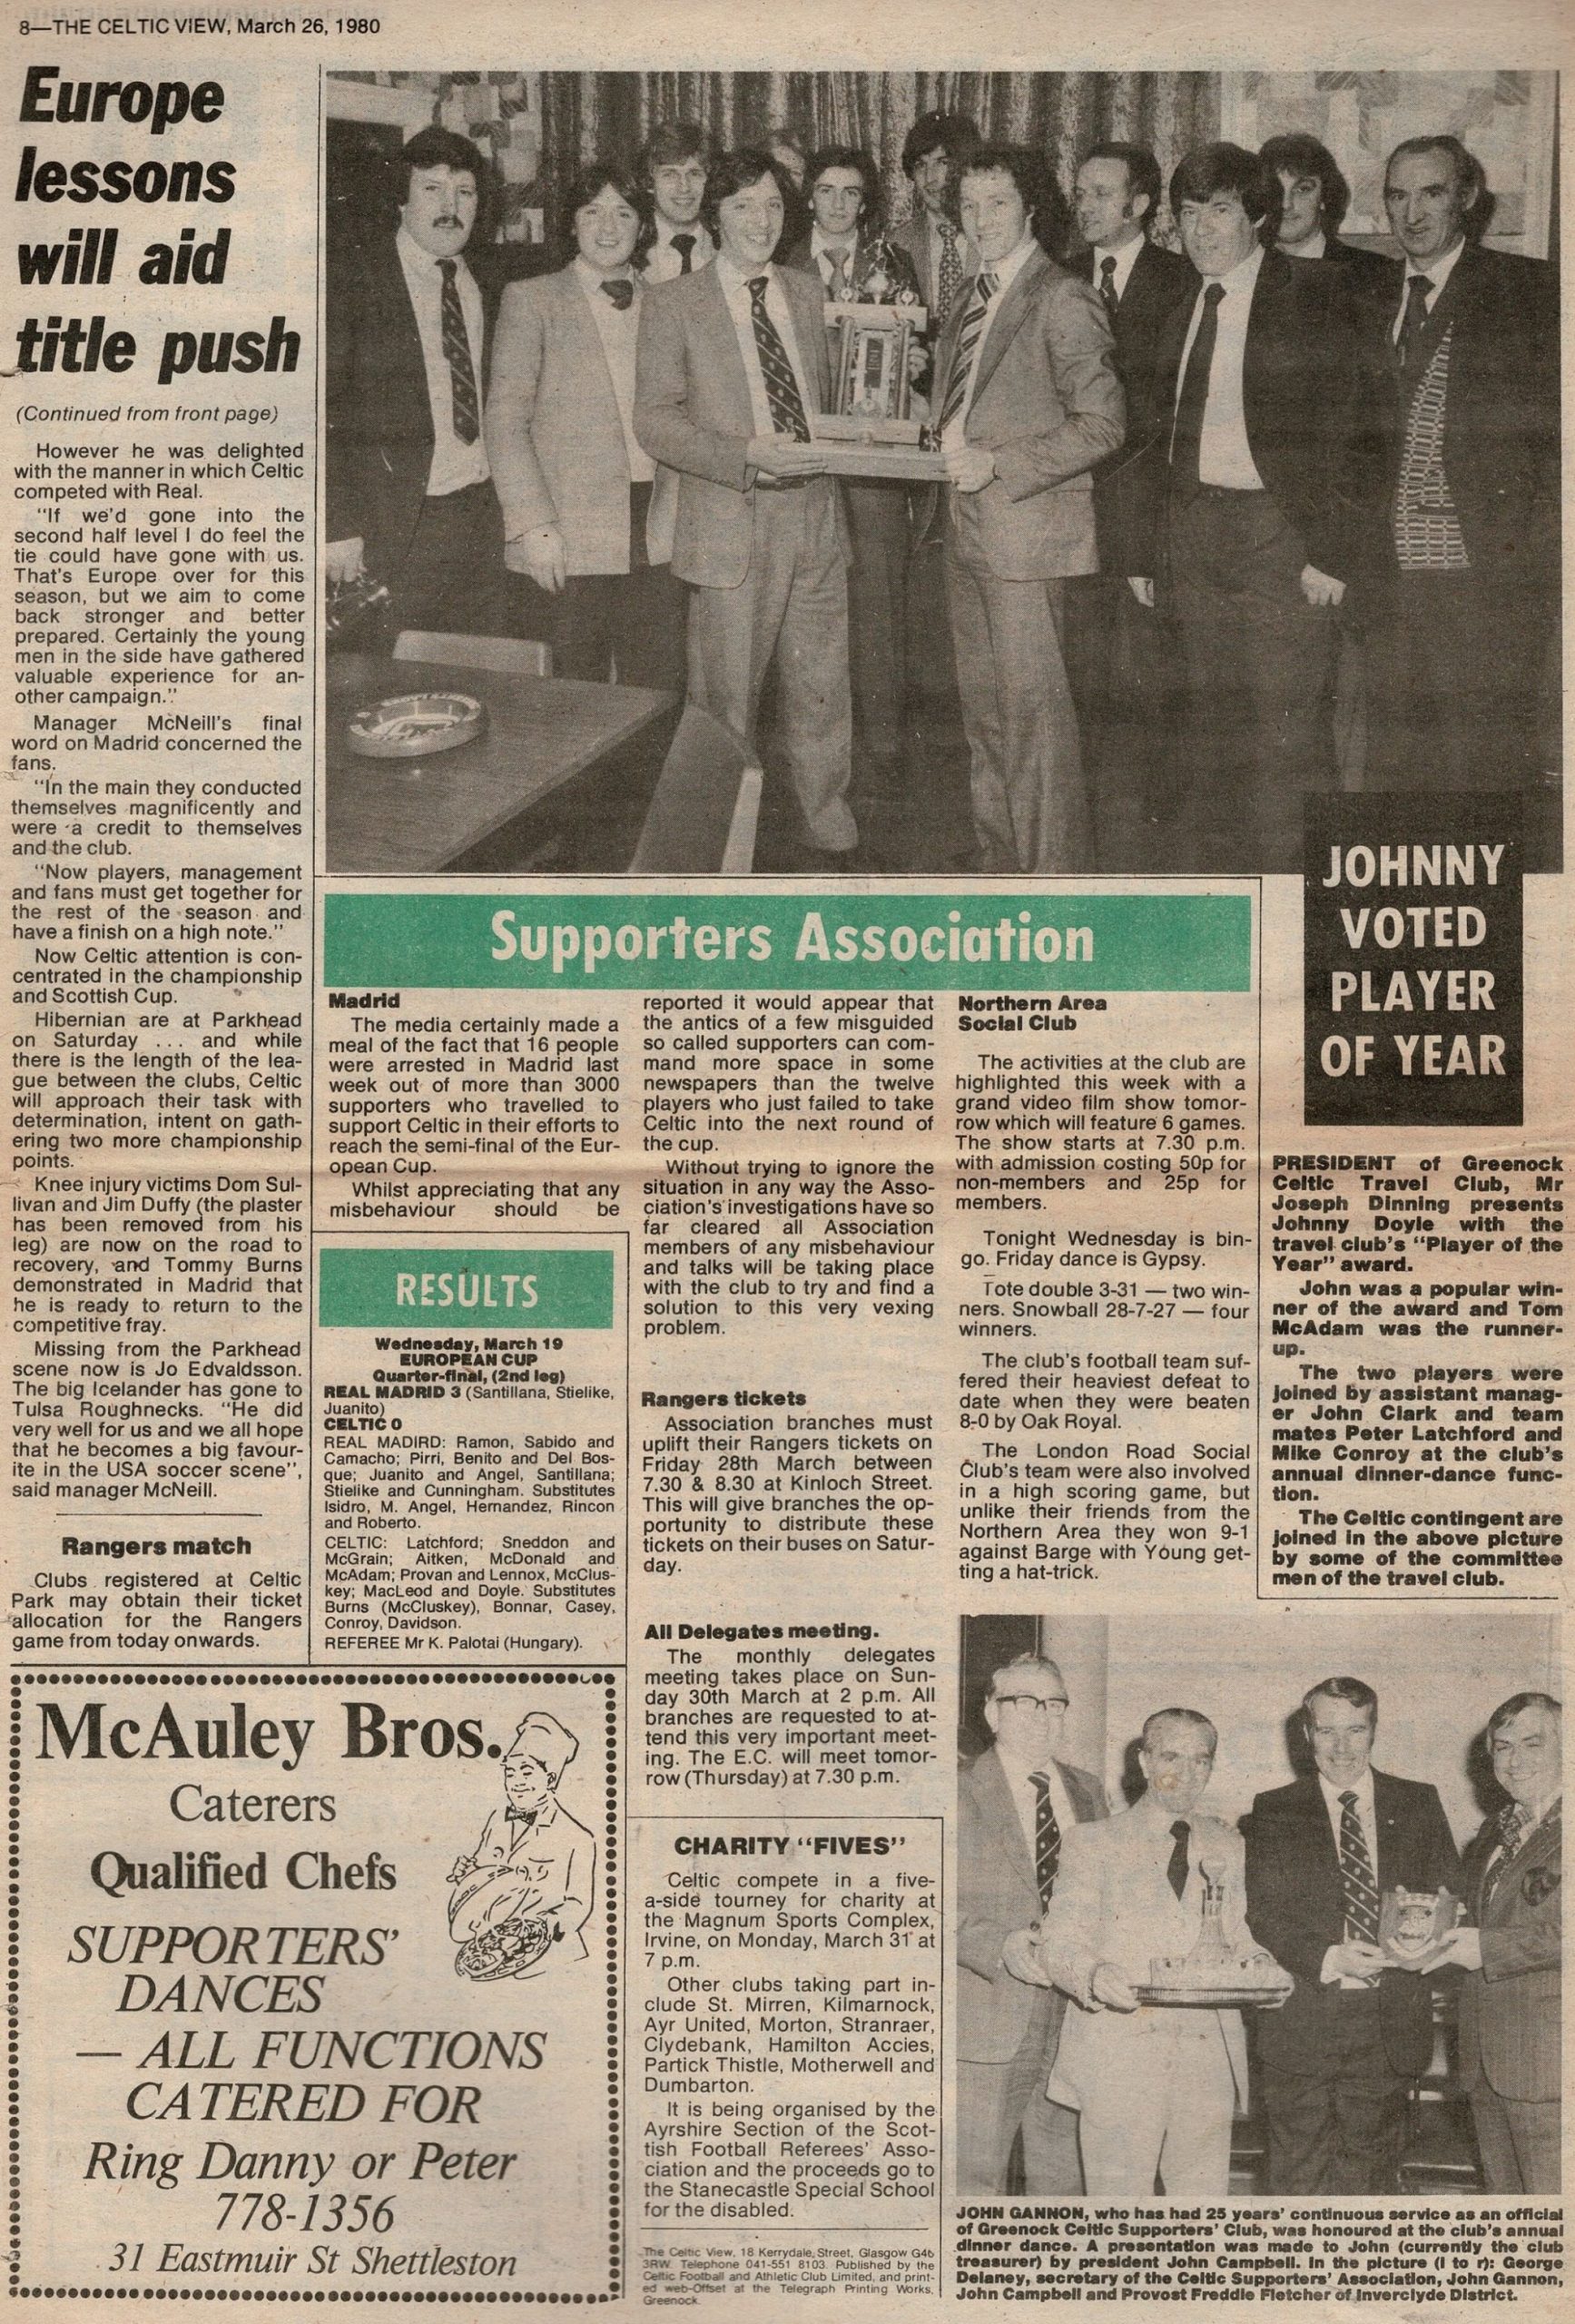 8—THE CELTIC VIEW, March 26, 1980
Europe
lessons
will aid
title push
(Continued from front page)
However he was delighted
with the manner in which Celtic
competed with Real.
"If we'd gone into the
second half level I do feel the
tie could have gone with us.
That's Europe over for this
season, but we aim to come
back stronger and better
prepared. Certainly the young
men in the side have gathered
valuable experience for an-
other campaign."
Manager McNeill's final
word on Madrid concerned the
fans.
"In the main they conducted
themselves magnificently and
were a credit to themselves
and the club.
"Now players, management
and fans must get together for
the rest of the season and
have a finish on a high note."
Now Celtic attention is con-
centrated in the championship
and Scottish Cup.
Hibernian are at Parkhead
on Saturday ... and while
there is the length of the lea-
gue between the clubs, Celtic
will approach their task with
determination, intent on gath-
ering two more championship
points.
Knee injury victims Dom Sul-
livan and Jim Duffy (the plaster
has been removed from his
leg) are now on the road to
recovery, and Tommy Burns
demonstrated in Madrid that
he is ready to return to the
competitive fray.
Missing from the Parkhead
scene now is Jo Edvaldsson.
The big Icelander has gone to
Tulsa Roughnecks. "He did
very well for us and we all hope
that he becomes a big favour-
ite in the USA soccer scene",
said manager McNeill.
Rangers match
Clubs registered at Celtic
Park may obtain their ticket
allocation for the Rangers
game from today onwards.
Supporters Association
Madrid
The media certainly made a
meal of the fact that 16 people
were arrested in Madrid last
week out of more than 3000
supporters who travelled to
support Celtic in their efforts to
reach the semi-final of the Eur-
opean Cup.
Whilst appreciating that any
misbehaviour should be
reported it would appear that
the antics of a few misguided
so called supporters can com-
mand more space in some
newspapers than the twelve
players who just failed to take
Celtic into the next round of
the cup.
Without trying to ignore the
situation in any way the Asso-
ciation's investigations have so
far cleared all Association
members of any misbehaviour
and talks will be taking place
with the club to try and find a
solution to this very vexing
problem.
Rangers tickets
Association branches must
uplift their Rangers tickets on
Friday 28th March between
7.30 & 8.30 at Kinloch Street.
This will give branches the op-
portunity to distribute these
tickets on their buses on Satur-
day.
All Delegates meeting.
The monthly delegates
meeting takes place on Sun-
day 30th March at 2 p.m. All
branches are requested to at-
tend this very important meet-
ing. The E.C. will meet tomor-
row (Thursday) at 7.30 p.m.
Northern Area
Social Club
The activities at the club are
highlighted this week with a
grand video film show tomor-
row which will feature 6 games.
The show starts at 7.30 p.m.
with admission costing 50p for
non-members and 25p for
members.
Tonight Wednesday is bin-
go. Friday dance is Gypsy.
Tote double 3-31 — two win-
ners. Snowball 28-7-27 — four
winners.
The club's football team suf-
fered their heaviest defeat to
date when they were beaten
8-0 by Oak Royal.
The London Road Social
Club's team were also involved
in a high scoring game, but
unlike their friends from the
Northern Area they won 9-1
against Barge with Young get-
ting a hat-trick.
RESULTS
Wednesday, March 19
EUROPEAN CUP
Quarter-final, (2nd leg)
REAL MADRID 3 (Santillana, Stielike,
Juanito)
CELTIC 0
REAL MADIRD: Ramon, Sabido and
Camacho; Pirri, Benito and Del Bos-
que; Juanito and Angel, Santillana;
Stielike and Cunningham. Substitutes
Isidro, M. Angel, Hernandez, Rincon
and Roberto.
CELTIC: Latchford; Sneddon and
McGrain; Aitken, McDonald and
McAdam; Provan and Lennox, McClus-
key; MacLeod and Doyle. Substitutes
Burns (McCluskey), Bonnar, Casey,
Conroy, Davidson.
REFEREE Mr K. Palotai (Hungary).
JOHNNY
VOTED
PLAYER
OF YEAR
PRESIDENT of Greenock
Celtic Travel Club, Mr
Joseph Dinning presents
Johnny Doyle with the
travel club's "Player of the
Year" award.
John was a popular win-
ner of the award and Tom
McAdam was the runner-
up.
The two players were
joined by assistant manag-
er John Clark and team
mates Peter Latchford and
Mike Conroy at the club's
annual dinner-dance func-
tion.
The Celtic contingent are
joined in the above picture
by some of the committee
men of the travel club.
McAuley Bros.
Caterers
Qualified Chefs
SUPPORTERS'
DANCES
— ALL FUNCTIONS
CATERED FOR
Ring Danny or Peter
778-1356
31 Eastmuir St Shettleston
CHARITY "FIVES"
Celtic compete in a five-
a-side tourney for charity at
the Magnum Sports Complex,
Irvine, on Monday, March 31 at
7 p.m.
Other clubs taking part in-
clude St. Mirren, Kilmarnock,
Ayr United, Morton, Stranraer,
Clydebank, Hamilton Accies,
Partick Thistle, Motherwell and
Dumbarton.
It is being organised by the
Ayrshire Section of the Scot-
tish Football Referees' Asso-
ciation and the proceeds go to
the Stanecastle Special School
for the disabled.
The Celtic View, 18 Kerrydale, Street, Glasgow G40
3RW. Telephone 041-551 8103. Published by the
Celtic Football and Athletic Club Limited, and print-
ed web-Offset at the Telegraph Printing Works,
Greenock.
JOHN GANNON, who has had 25 years' continuous service as an official
of Greenock Celtic Supporters' Club, was honoured at the club's annual
dinner dance. A presentation was made to John (currently the club
treasurer) by president John Campbell. In the picture (l to r): George
Delaney, secretary of the Celtic Supporters' Association, John Gannon,
John Campbell and Provost Freddie Fletcher of Inverclyde District.